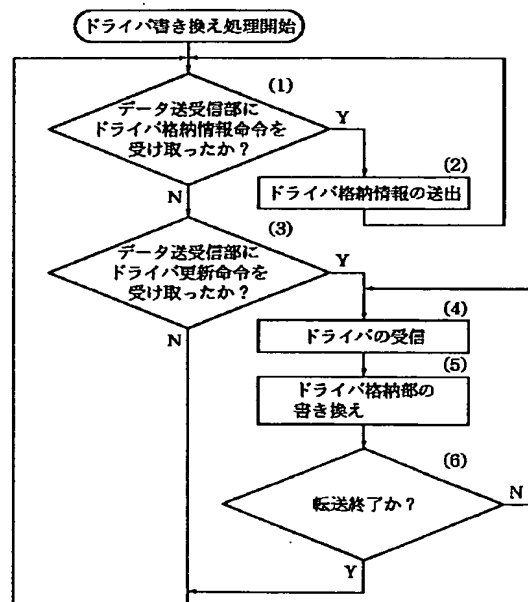 ドライバ書き換え処理開始
(1)
データ送受信部に
ドライバ格納情報命令を
受け取ったか？
Y
N
(2)
ドライバ格納情報の送出
(3)
データ送受信部に
ドライバ更新命令を
受け取ったか？
Y
N
(4)
ドライバの受信
(5)
ドライバ格納部の
書き換え
(6)
転送終了か？
N
Y